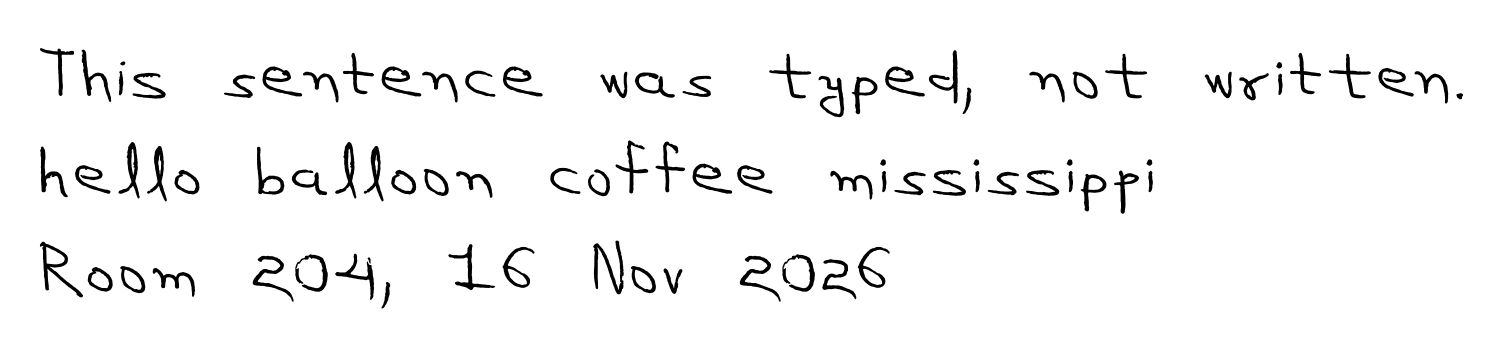 This sentence was typed, not written.
hello balloon coffee mississippi
Room 204, 16 Nov 2026